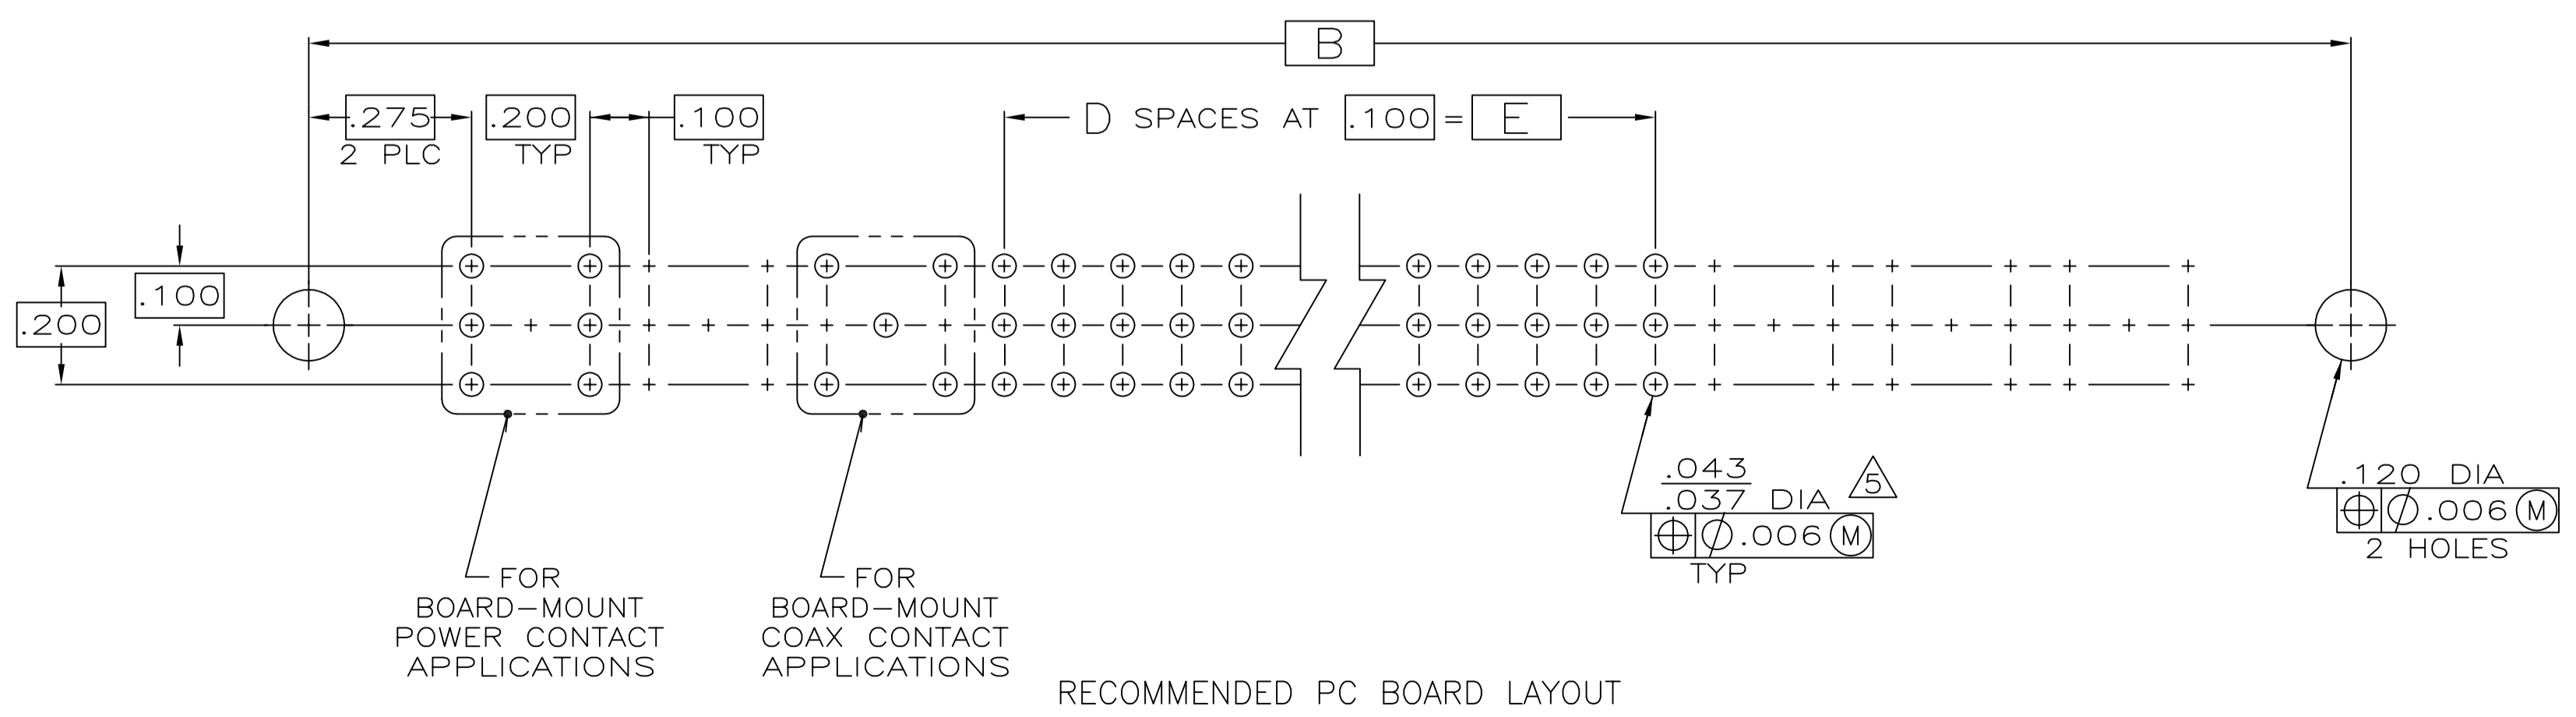 B
.275
2 PLC
.200
TYP
.100
TYP
D SPACES AT .100 = E
.100
.200
.043
.037 DIA 5
⌀ .006 Ⓜ
TYP
.120 DIA
⌀ .006 Ⓜ
2 HOLES
FOR
BOARD-MOUNT
POWER CONTACT
APPLICATIONS
FOR
BOARD-MOUNT
COAX CONTACT
APPLICATIONS
RECOMMENDED PC BOARD LAYOUT